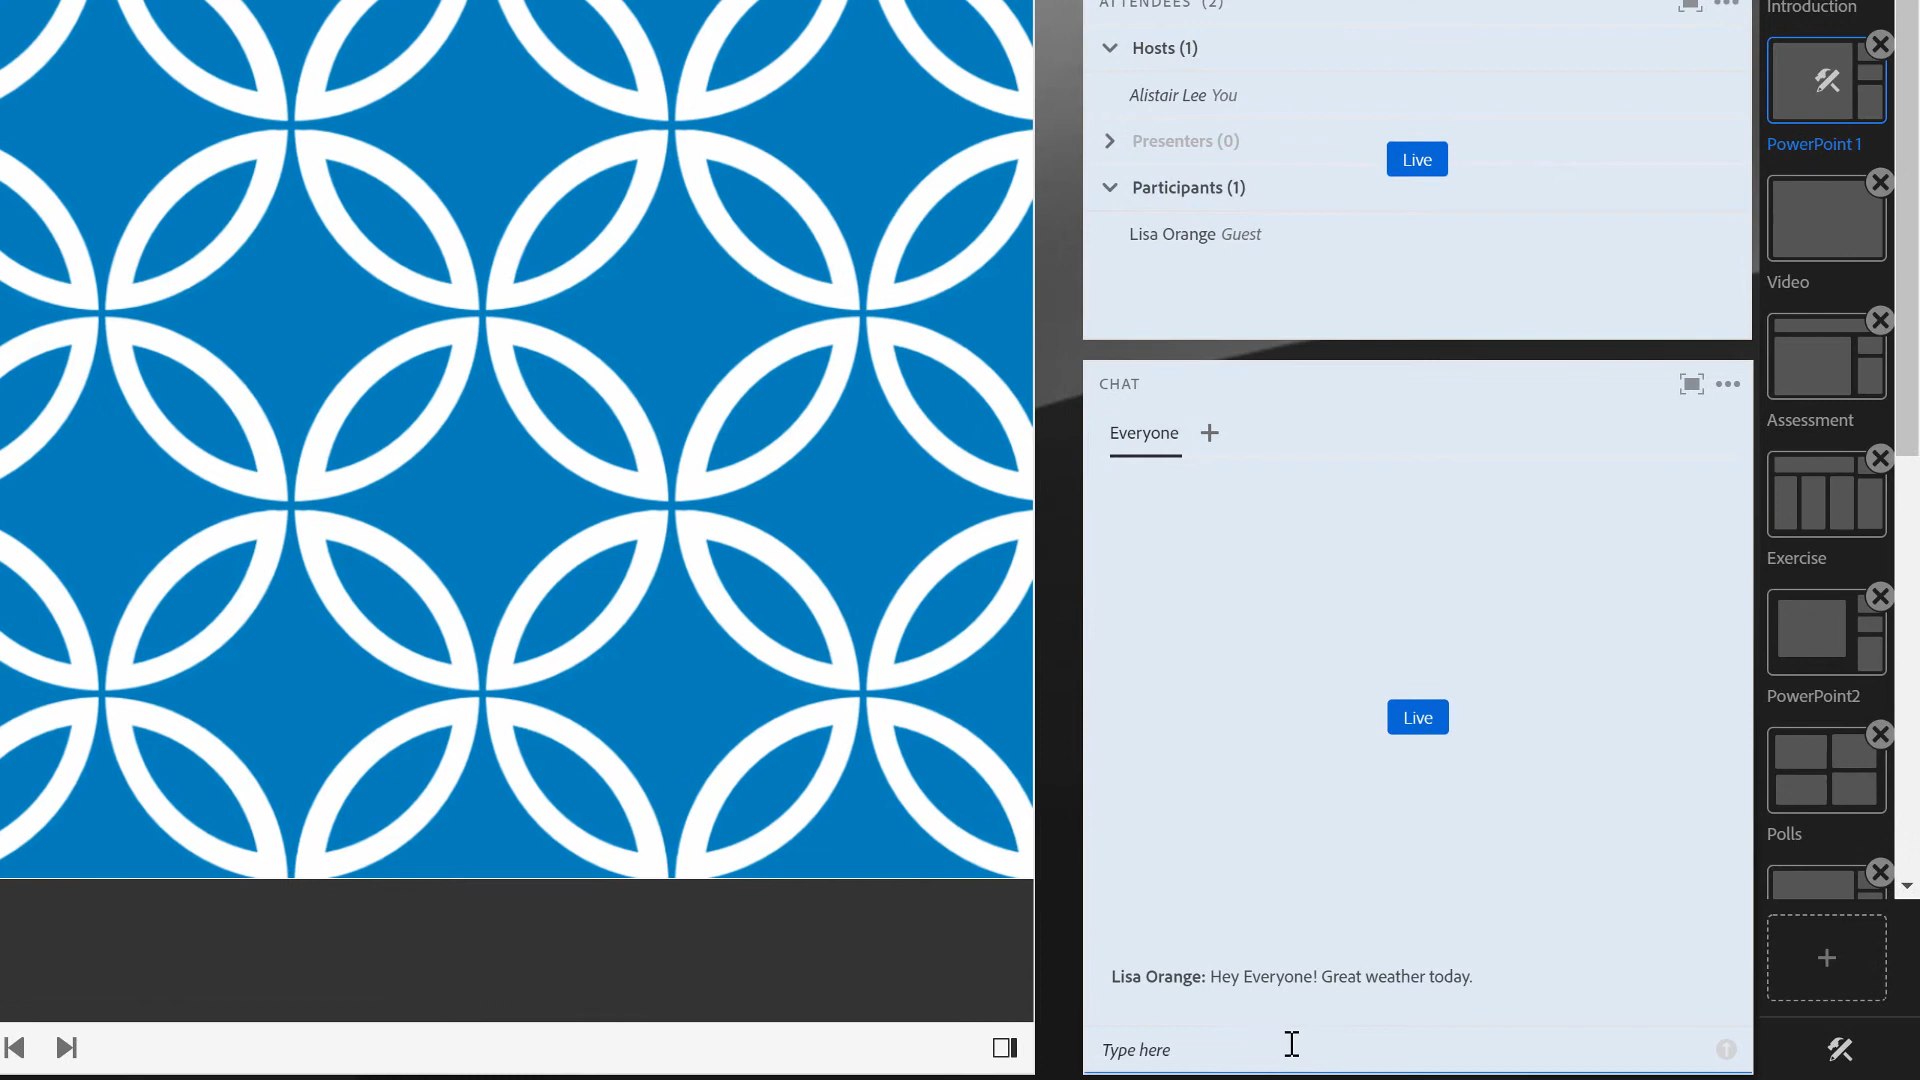 ATTENDEES (2)
Hosts (1)
Alistair Lee You
Presenters (0)
Live
Participants (1)
Lisa Orange Guest
CHAT
Everyone
Live
Lisa Orange: Hey Everyone! Great weather today.
Type here
Introduction
PowerPoint 1
Video
Assessment
Exercise
PowerPoint2
Polls